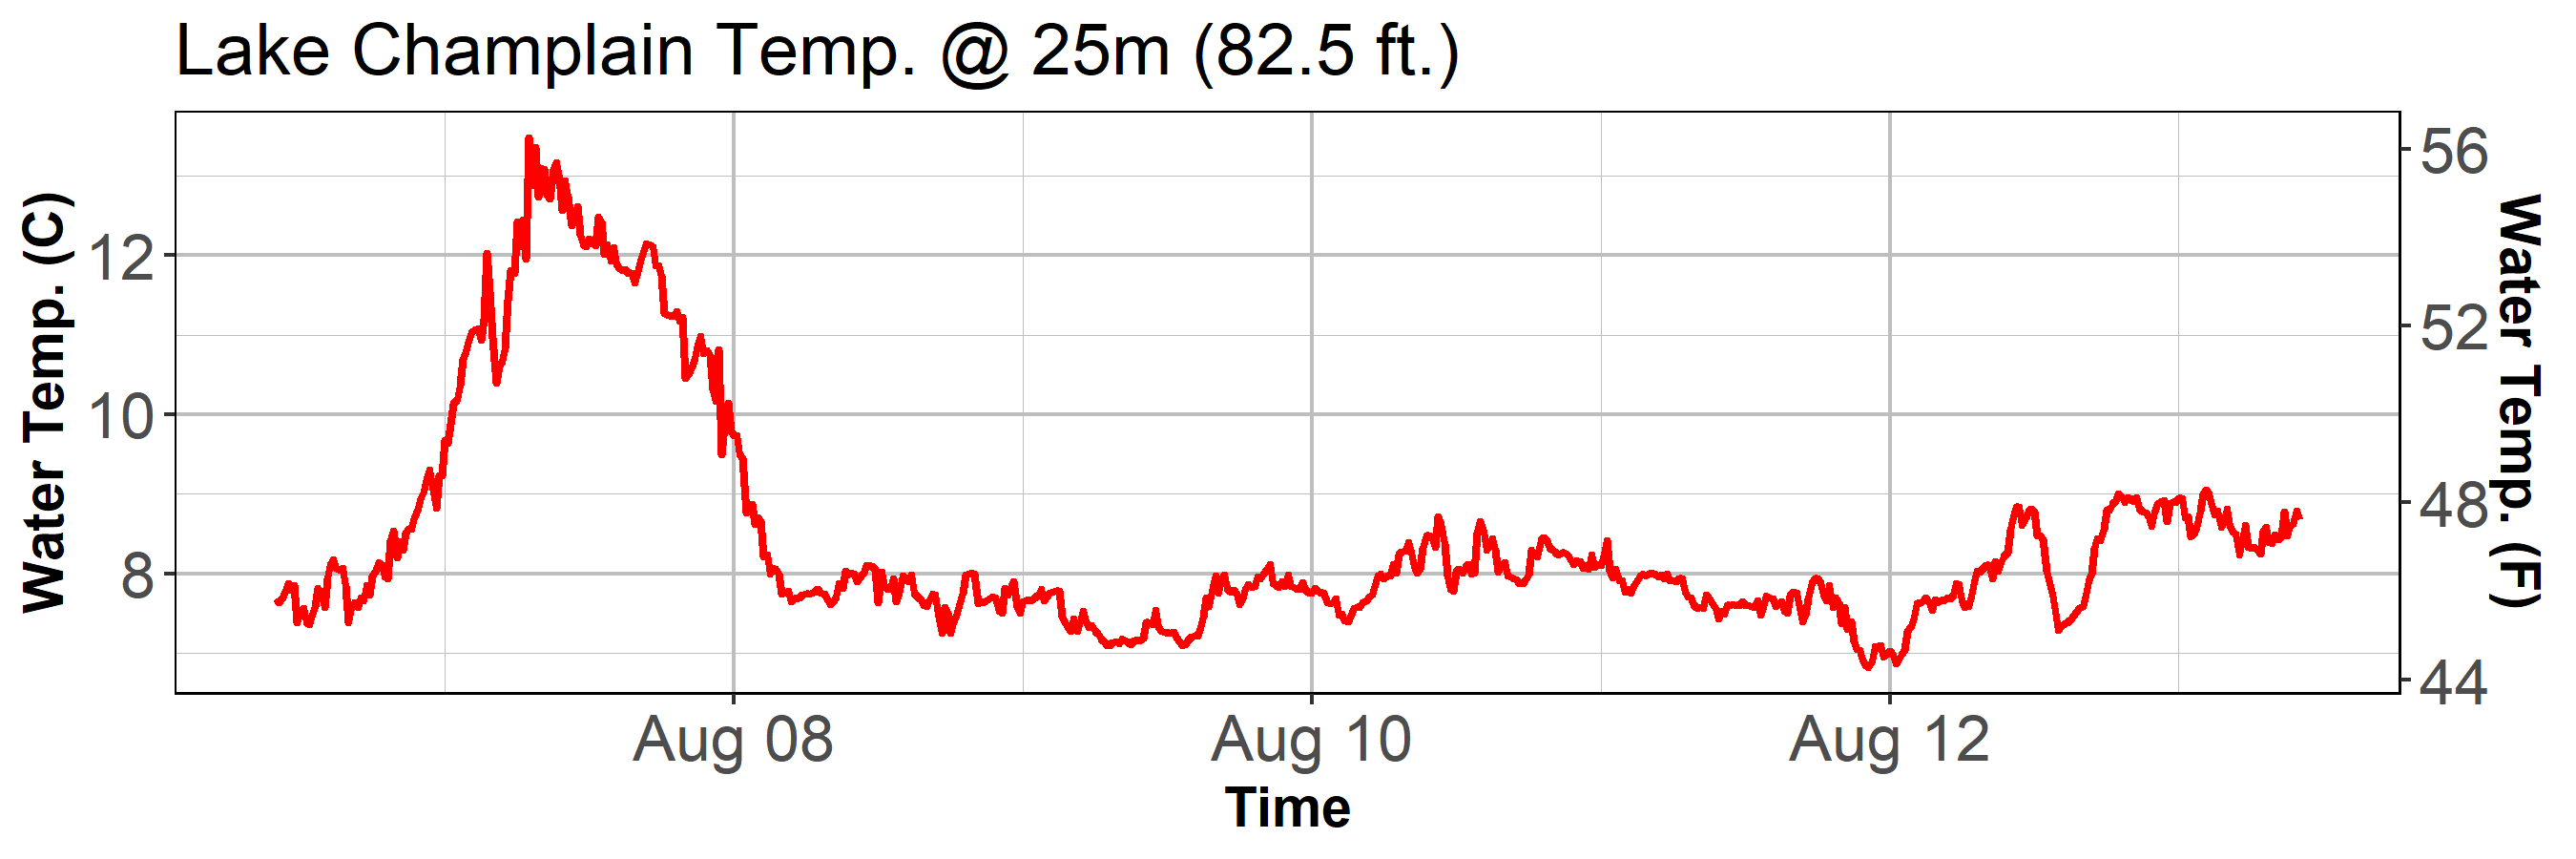 Lake Champlain Temp. @ 25m (82.5 ft.)
Water Temp. (C)
12
10
8
56
52
48
44
Water Temp. (F)
Aug 08 Aug 10 Aug 12
Time